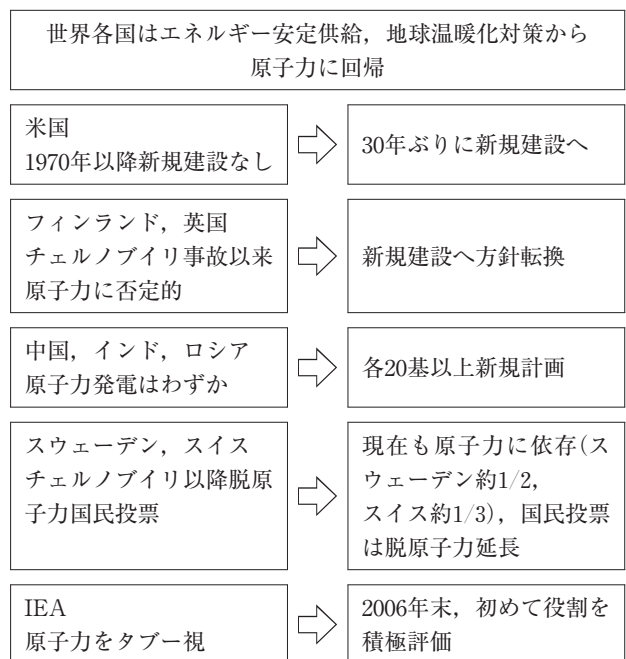 世界各国はエネルギー安定供給，地球温暖化対策から
原子力に回帰
米国
1970年以降新規建設なし
30年ぶりに新規建設へ
フィンランド，英国
チェルノブイリ事故以来
原子力に否定的
新規建設へ方針転換
中国，インド，ロシア
原子力発電はわずか
各20基以上新規計画
スウェーデン，スイス
チェルノブイリ以降脱原
子力国民投票
現在も原子力に依存(ス
ウェーデン約1/2，
スイス約1/3)，国民投票
は脱原子力延長
IEA
原子力をタブー視
2006年末，初めて役割を
積極評価